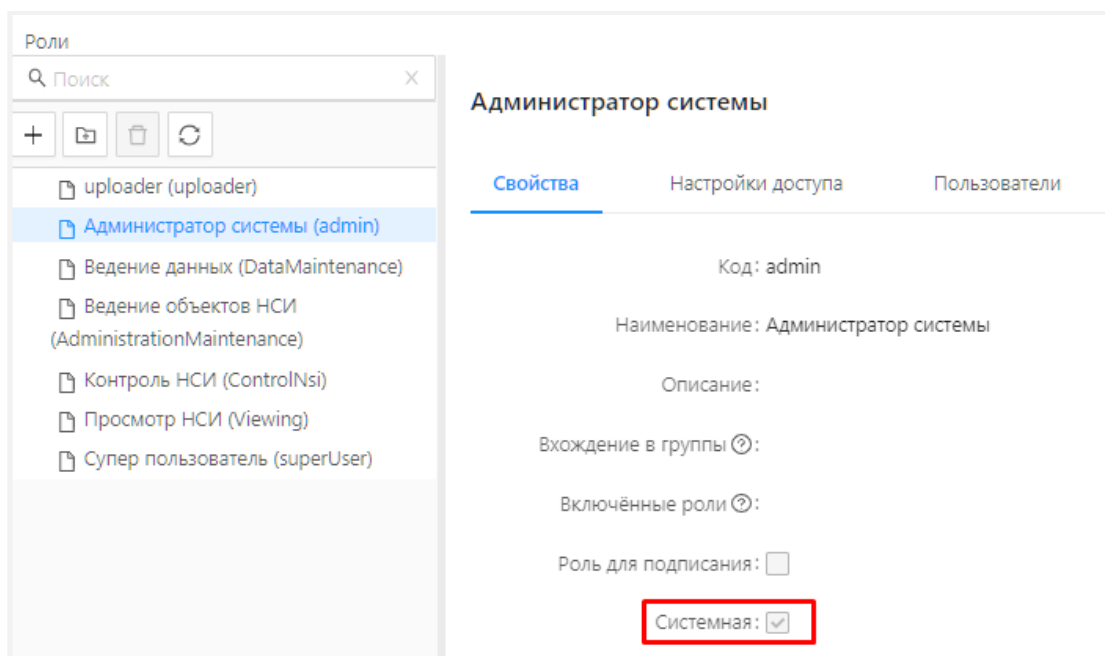 Роли
Поиск
uploader (uploader)
Администратор системы (admin)
Ведение данных (DataMaintenance)
Ведение объектов НСИ
(AdministrationMaintenance)
Контроль НСИ (ControlNsi)
Просмотр НСИ (Viewing)
Супер пользователь (superUser)
Администратор системы
Свойства Настройки доступа Пользователи
Код: admin
Наименование: Администратор системы
Описание:
Вхождение в группы ?:
Включённые роли ?:
Роль для подписания:
Системная: